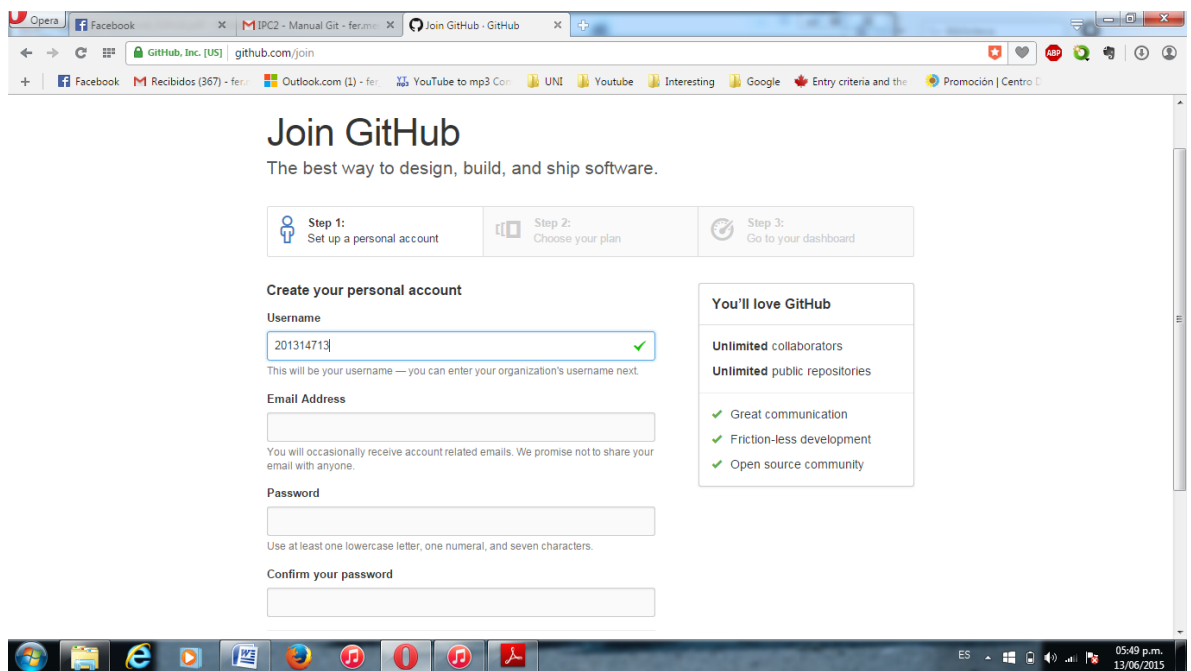 Opera
Facebook
IPC2 - Manual Git - fer.me
Join GitHub · GitHub
GitHub, Inc. [US]
github.com/join
ABP
Facebook
Recibidos (367) - fer.
Outlook.com (1) - fer
YouTube to mp3 Con
UNI
Youtube
Interesting
Google
Entry criteria and the
Promoción | Centro D
Join GitHub
The best way to design, build, and ship software.
Step 1:
Set up a personal account
Step 2:
Choose your plan
Step 3:
Go to your dashboard
Create your personal account
Username
201314713
This will be your username — you can enter your organization's username next.
Email Address
You will occasionally receive account related emails. We promise not to share your
email with anyone.
Password
Use at least one lowercase letter, one numeral, and seven characters.
Confirm your password
You'll love GitHub
Unlimited collaborators
Unlimited public repositories
Great communication
Friction-less development
Open source community
ES
05:49 p.m.
13/06/2015